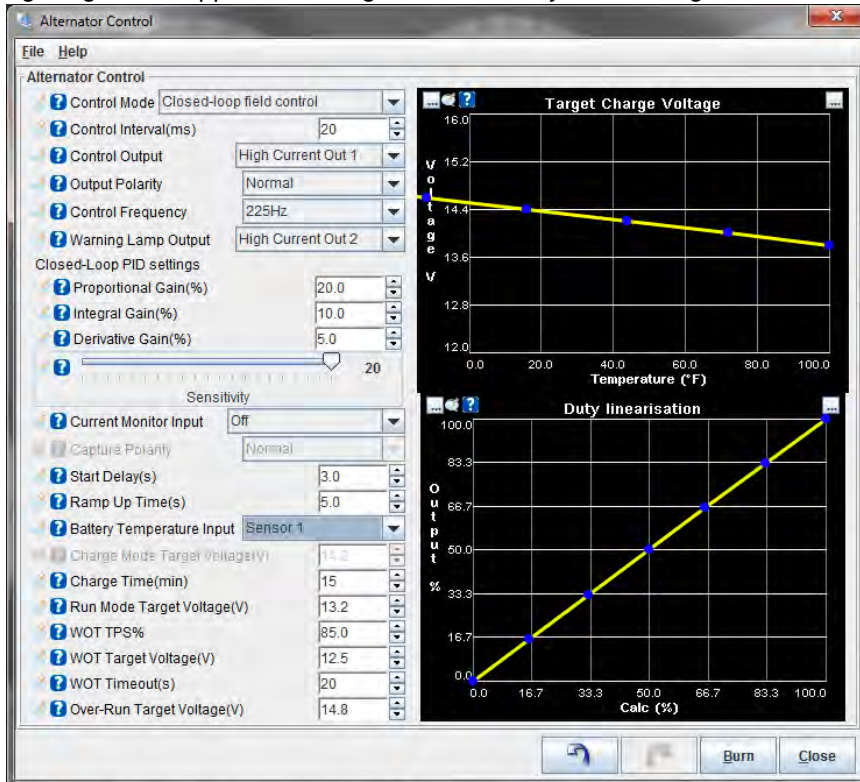 Alternator Control
File Help
Alternator Control
Control Mode Closed-loop field control
Control Interval(ms) 20
Control Output High Current Out 1
Output Polarity Normal
Control Frequency 225Hz
Warning Lamp Output High Current Out 2
Closed-Loop PID settings
Proportional Gain(%) 20.0
Integral Gain(%) 10.0
Derivative Gain(%) 5.0
20
Sensitivity
Current Monitor Input Off
Capture Polarity Normal
Start Delay(s) 3.0
Ramp Up Time(s) 5.0
Battery Temperature Input Sensor 1
Charge Mode Target Voltage(V) 14.2
Charge Time(min) 15
Run Mode Target Voltage(V) 13.2
WOT TPS% 85.0
WOT Target Voltage(V) 12.5
WOT Timeout(s) 20
Over-Run Target Voltage(V) 14.8
Target Charge Voltage
Voltage V
16.0
15.2
14.4
13.6
12.8
12.0
0.0 20.0 40.0 60.0 80.0 100.0
Temperature (°F)
Duty linearisation
Output %
100.0
83.3
66.7
50.0
33.3
16.7
0.0
0.0 16.7 33.3 50.0 66.7 83.3 100.0
Calc (%)
Burn Close